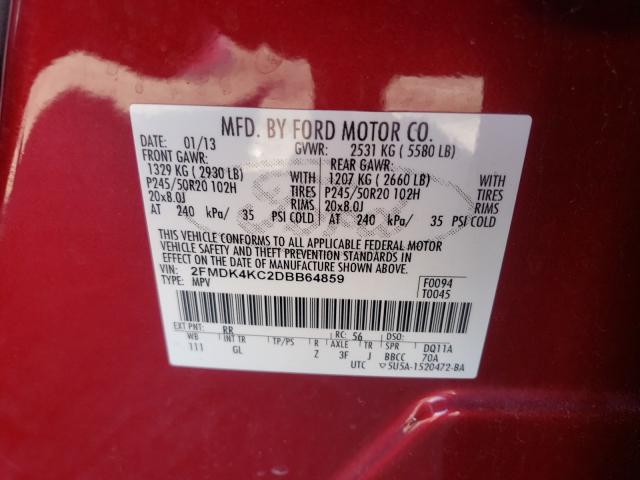 MFD. BY FORD MOTOR CO.
DATE: 01/13 GVWR: 2531 KG ( 5580 LB)
FRONT GAWR: REAR GAWR:
1329 KG ( 2930 LB) WITH 1207 KG ( 2660 LB) WITH
P245/50R20 102H TIRES P245/50R20 102H TIRES
20x8.0J RIMS 20x8.0J RIMS
AT 240 kPa/ 35 PSI COLD AT 240 kPa/ 35 PSI COLD
THIS VEHICLE CONFORMS TO ALL APPLICABLE FEDERAL MOTOR
VEHICLE SAFETY AND THEFT PREVENTION STANDARDS IN
EFFECT ON THE DATE OF MANUFACTURE SHOWN ABOVE.
VIN: 2FMDK4KC2DBB64859 F0094
TYPE: MPV T0045
EXT PNT: RR RC: 56 DSO:
WB INT TR TP/PS R AXLE TR SPR DQ11A
111 GL Z 3F J BBCC 70A
UTC ▽5U5A-1520472-BA